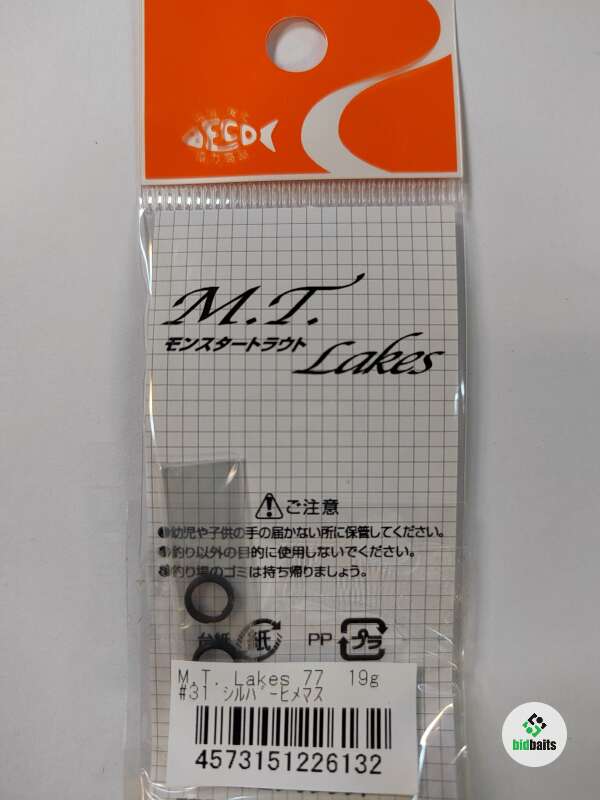 DECO
M.T.
モンスタートラウト
Lakes
ご注意
幼児や子供の手の届かない所に保管してください。
釣り以外の目的に使用しないでください。
釣り場のゴミは持ち帰りましょう。
台紙 紙 PP プラ
M.T. Lakes 77 19g
#31 シルバーヒメマス
4573151226132
bidbaits